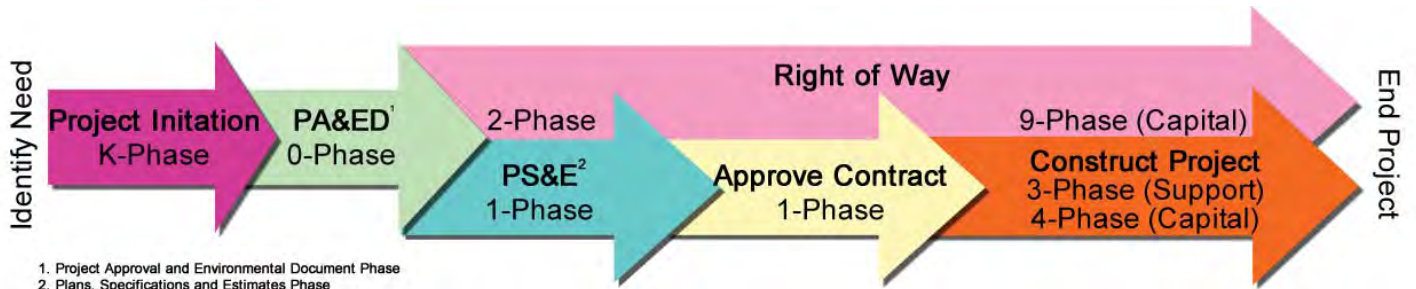 Identify Need
Project Initation
K-Phase
PA&ED¹
0-Phase
Right of Way
2-Phase
9-Phase (Capital)
PS&E²
1-Phase
Approve Contract
1-Phase
Construct Project
3-Phase (Support)
4-Phase (Capital)
End Project
1. Project Approval and Environmental Document Phase
2. Plans, Specifications and Estimates Phase